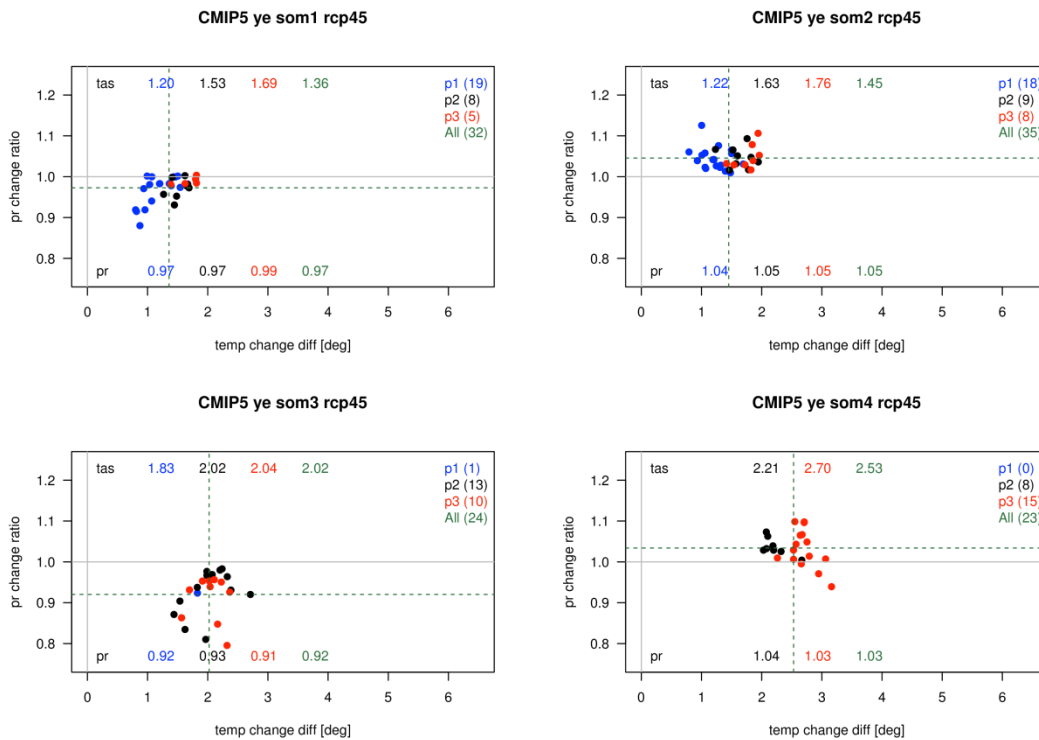 CMIP5 ye som1 rcp45
tas 1.20 1.53 1.69 1.36 p1 (19)
p2 (8)
p3 (5)
All (32)
1.2
1.1
1.0
0.9
0.8
pr change ratio
pr 0.97 0.97 0.99 0.97
0 1 2 3 4 5 6
temp change diff [deg]
CMIP5 ye som2 rcp45
tas 1.22 1.63 1.76 1.45 p1 (18)
p2 (9)
p3 (8)
All (35)
1.2
1.1
1.0
0.9
0.8
pr change ratio
pr 1.04 1.05 1.05 1.05
0 1 2 3 4 5 6
temp change diff [deg]
CMIP5 ye som3 rcp45
tas 1.83 2.02 2.04 2.02 p1 (1)
p2 (13)
p3 (10)
All (24)
1.2
1.1
1.0
0.9
0.8
pr change ratio
pr 0.92 0.93 0.91 0.92
0 1 2 3 4 5 6
temp change diff [deg]
CMIP5 ye som4 rcp45
tas 2.21 2.70 2.53 p1 (0)
p2 (8)
p3 (15)
All (23)
1.2
1.1
1.0
0.9
0.8
pr change ratio
pr 1.04 1.03 1.03
0 1 2 3 4 5 6
temp change diff [deg]